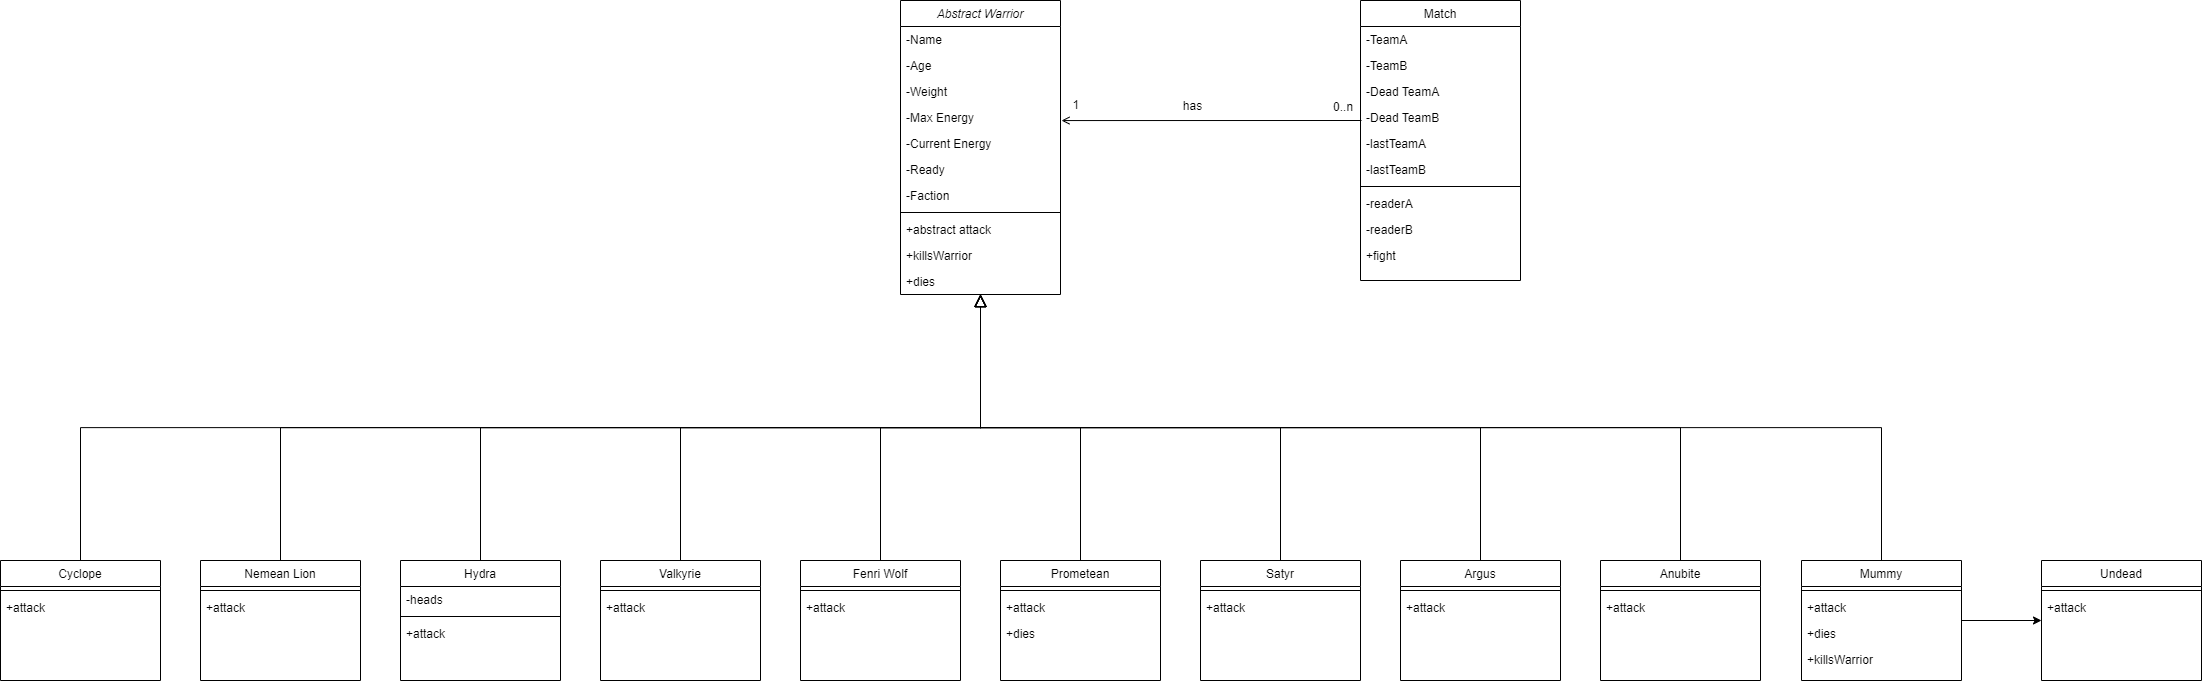 Abstract Warrior
-Name
-Age
-Weight
-Max Energy
-Current Energy
-Ready
-Faction
+abstract attack
+killsWarrior
+dies
1
has
0..n
Match
-TeamA
-TeamB
-Dead TeamA
-Dead TeamB
-lastTeamA
-lastTeamB
-readerA
-readerB
+fight
Cyclope
+attack
Nemean Lion
+attack
Hydra
-heads
+attack
Valkyrie
+attack
Fenri Wolf
+attack
Prometean
+attack
+dies
Satyr
+attack
Argus
+attack
Anubite
+attack
Mummy
+attack
+dies
+killsWarrior
Undead
+attack